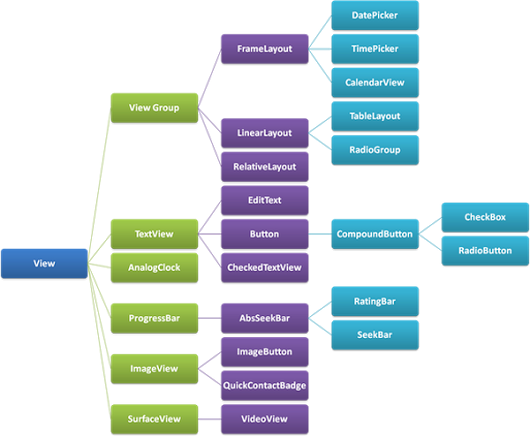 DatePicker
FrameLayout
TimePicker
CalendarView
View Group
TableLayout
LinearLayout
RadioGroup
RelativeLayout
EditText
CheckBox
TextView
Button
CompoundButton
RadioButton
View
AnalogClock
CheckedTextView
RatingBar
ProgressBar
AbsSeekBar
SeekBar
ImageButton
ImageView
QuickContactBadge
SurfaceView
VideoView